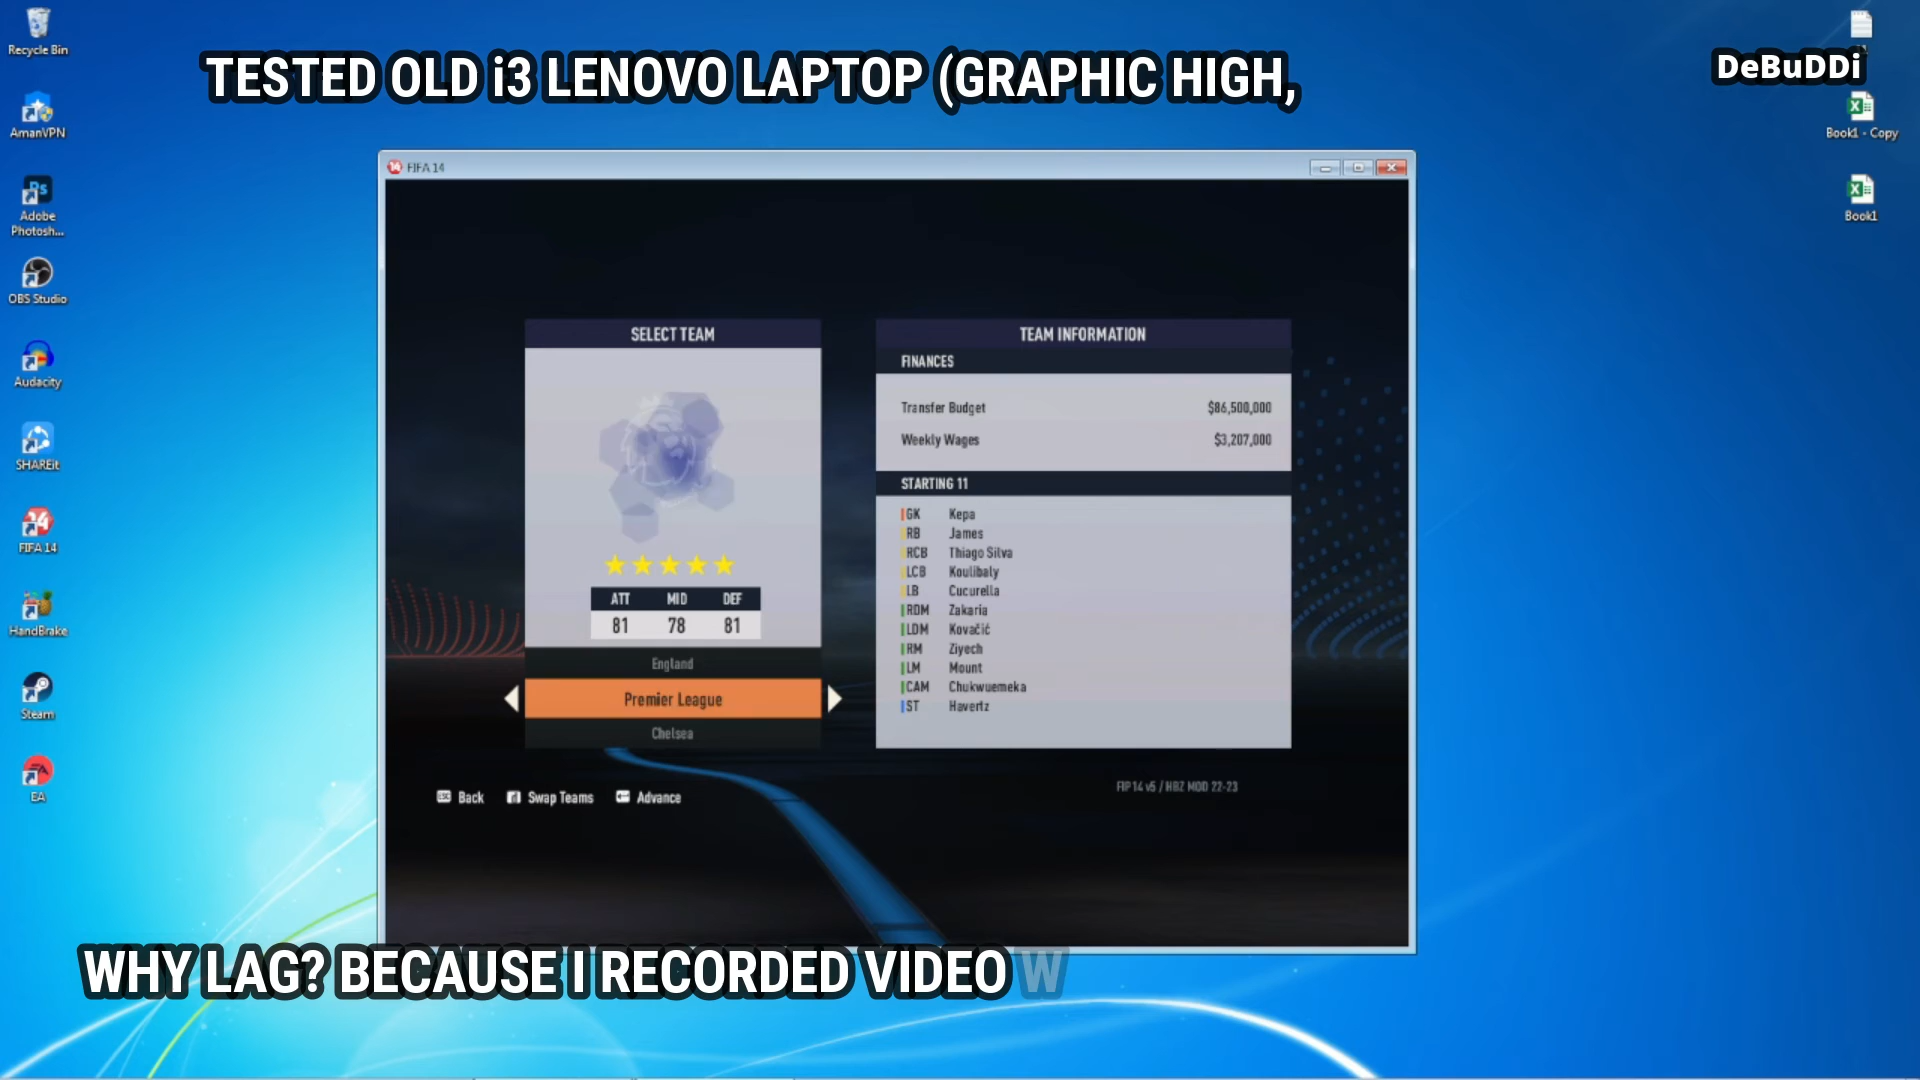 Recycle Bin
AmanVPN
Adobe
Photosh...
OBS Studio
Audacity
SHAREit
FIFA 14
HandBrake
Steam
EA
TESTED OLD i3 LENOVO LAPTOP (GRAPHIC HIGH,
DeBuDDi
Book1 - Copy
Book1
FIFA 14
SELECT TEAM
ATT MID DEF
81 78 81
England
Premier League
Chelsea
TEAM INFORMATION
FINANCES
Transfer Budget $86,500,000
Weekly Wages $3,207,000
STARTING 11
GK Kepa
RB James
RCB Thiago Silva
LCB Koulibaly
LB Cucurella
RDM Zakaria
LDM Kovačić
RM Ziyech
LM Mount
CAM Chukwuemeka
ST Havertz
Back Swap Teams Advance
FIP14 v5 / HBZ MOD 22-23
WHY LAG? BECAUSE I RECORDED VIDEO W